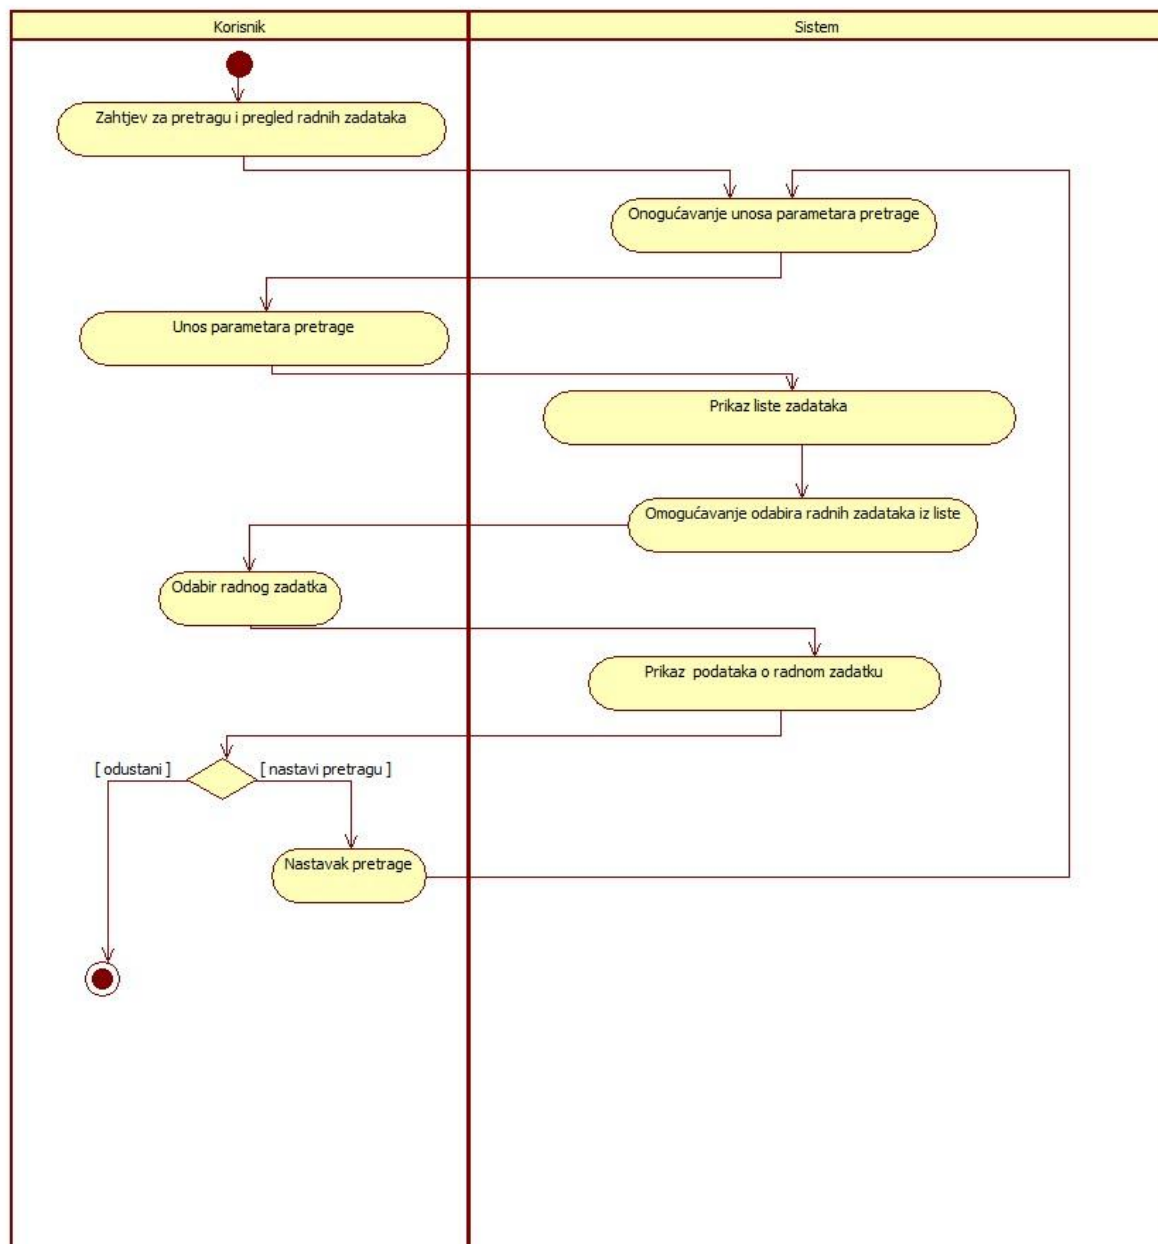 Korisnik
Sistem
Zahtjev za pretragu i pregled radnih zadataka
Onogućavanje unosa parametara pretrage
Unos parametara pretrage
Prikaz liste zadataka
Omogućavanje odabira radnih zadataka iz liste
Odabir radnog zadatka
Prikaz  podataka o radnom zadatku
[ odustani ]
[ nastavi pretragu ]
Nastavak pretrage